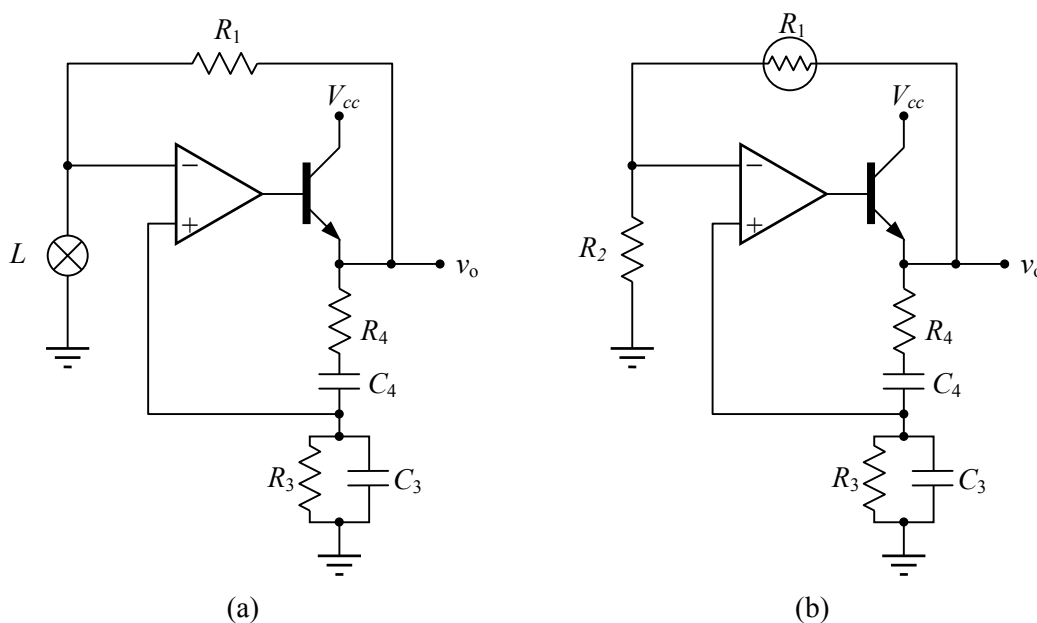 R1 R1
Vcc Vcc
− −
+ +
L R2
vo vo
R4 R4
C4 C4
R3 C3 R3 C3
(a) (b)